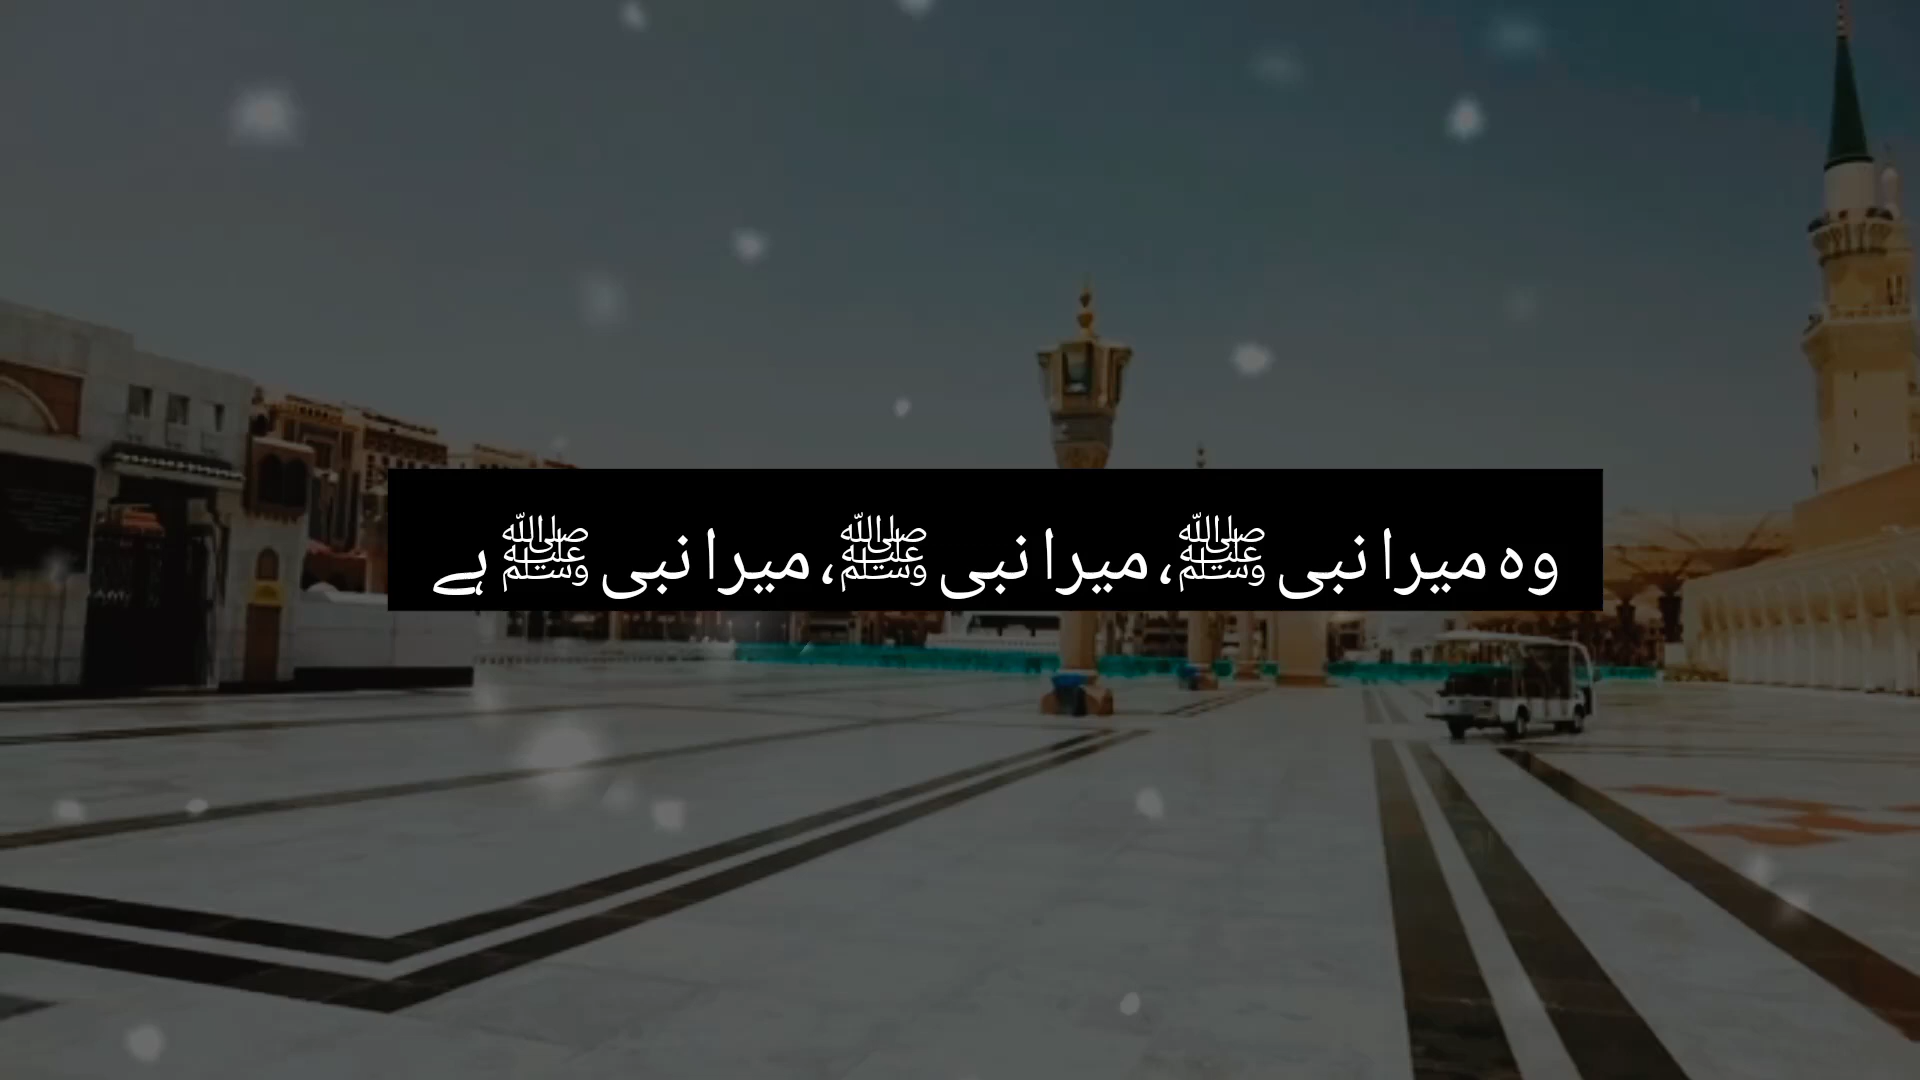 وہ میرا نبی ﷺ، میرا نبی ﷺ، میرا نبی ﷺ ہے